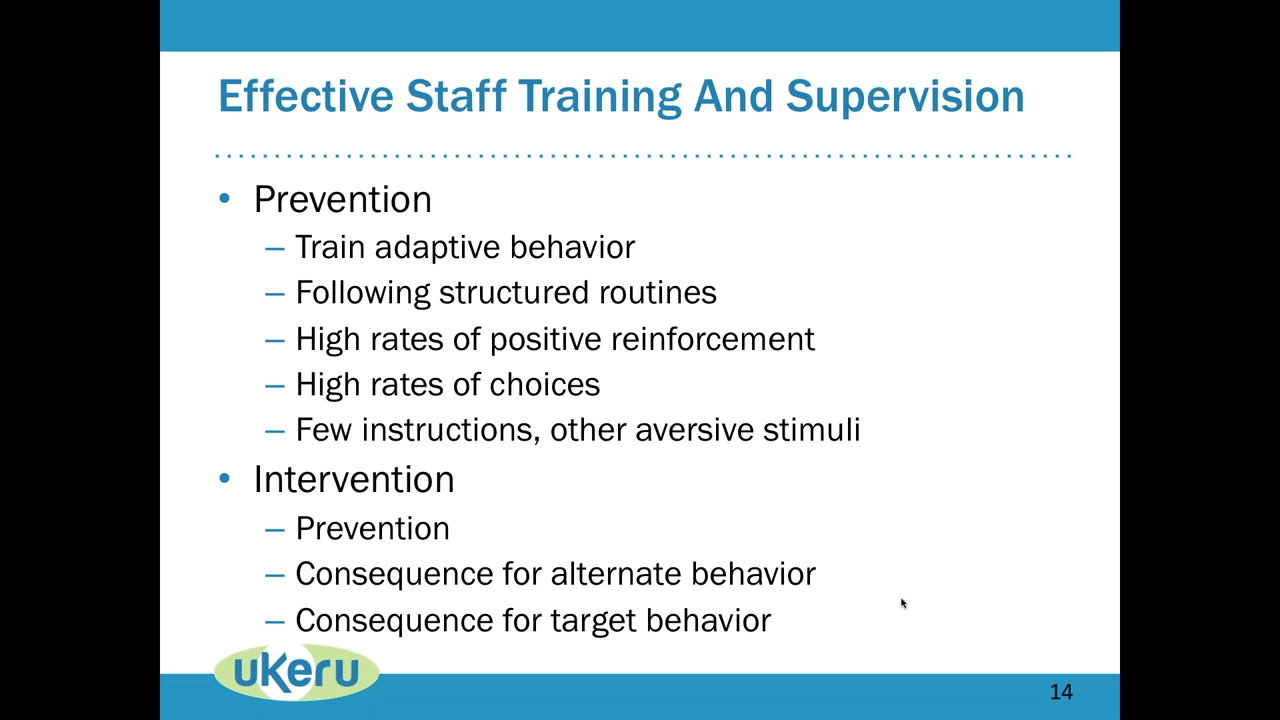 Effective Staff Training And Supervision
• Prevention
– Train adaptive behavior
– Following structured routines
– High rates of positive reinforcement
– High rates of choices
– Few instructions, other aversive stimuli
• Intervention
– Prevention
– Consequence for alternate behavior
– Consequence for target behavior
ukeru
14